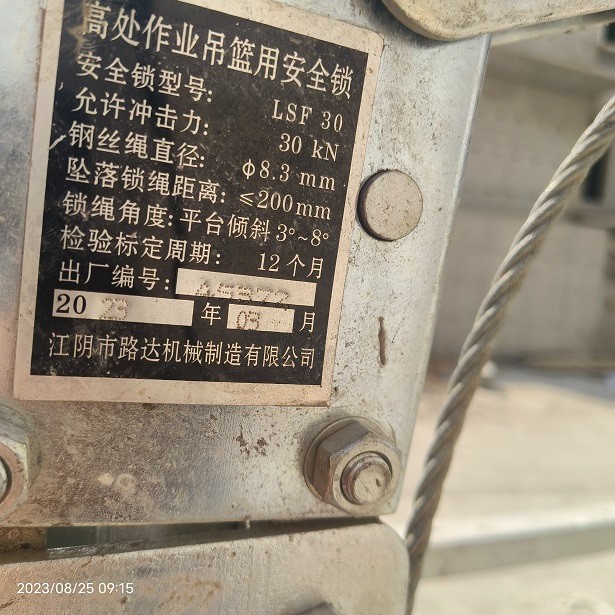 高处作业吊篮用安全锁
安全锁型号: LSF 30
允许冲击力: 30 kN
钢丝绳直径: ф8.3 mm
坠落锁绳距离: ≤200mm
锁绳角度: 平台倾斜 3°~8°
检验标定周期: 12 个月
出厂编号:
2023 年 03 月
江阴市路达机械制造有限公司
2023/08/25 09:15